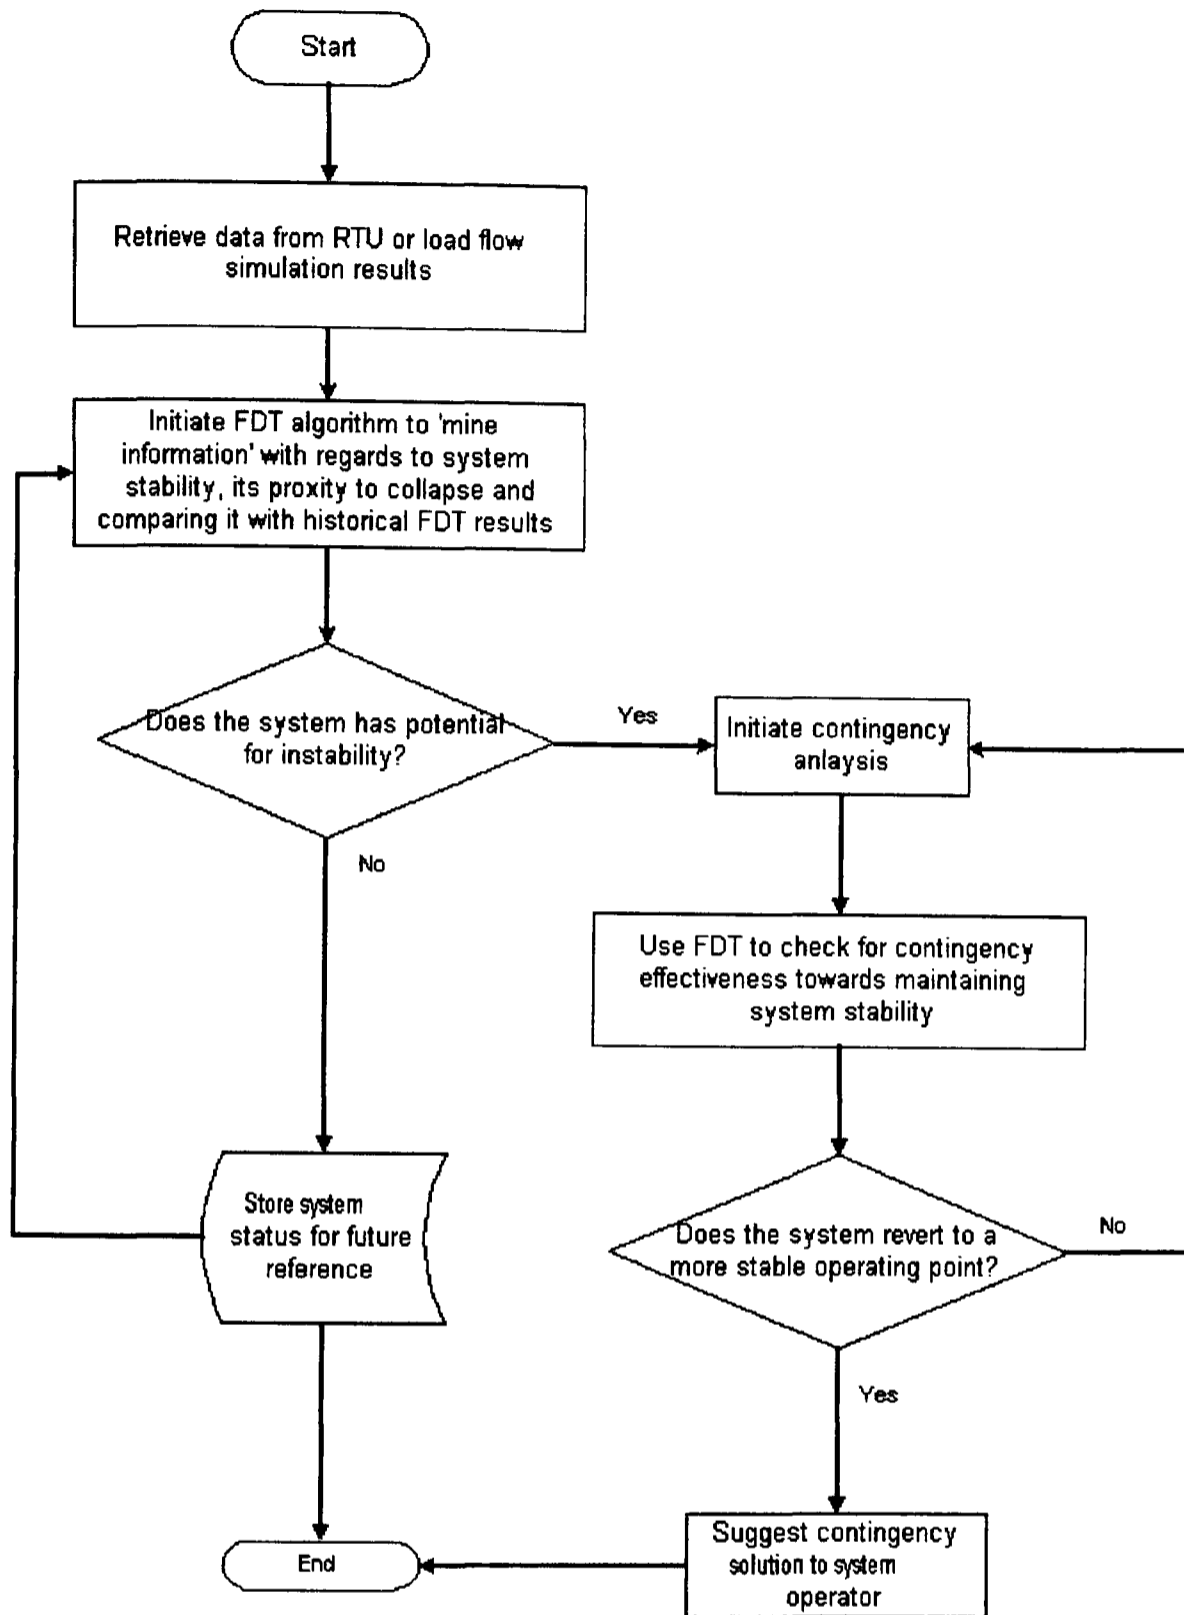 Start
Retrieve data from RTU or load flow
simulation results
Initiate FDT algorithm to 'mine
information' with regards to system
stability, its proxity to collapse and
comparing it with historical FDT results
Does the system has potential
for instability?
Yes
No
Initiate contingency
anlaysis
Use FDT to check for contingency
effectiveness towards maintaining
system stability
Store system
status for future
reference
Does the system revert to a
more stable operating point?
No
Yes
Suggest contingency
solution to system
operator
End